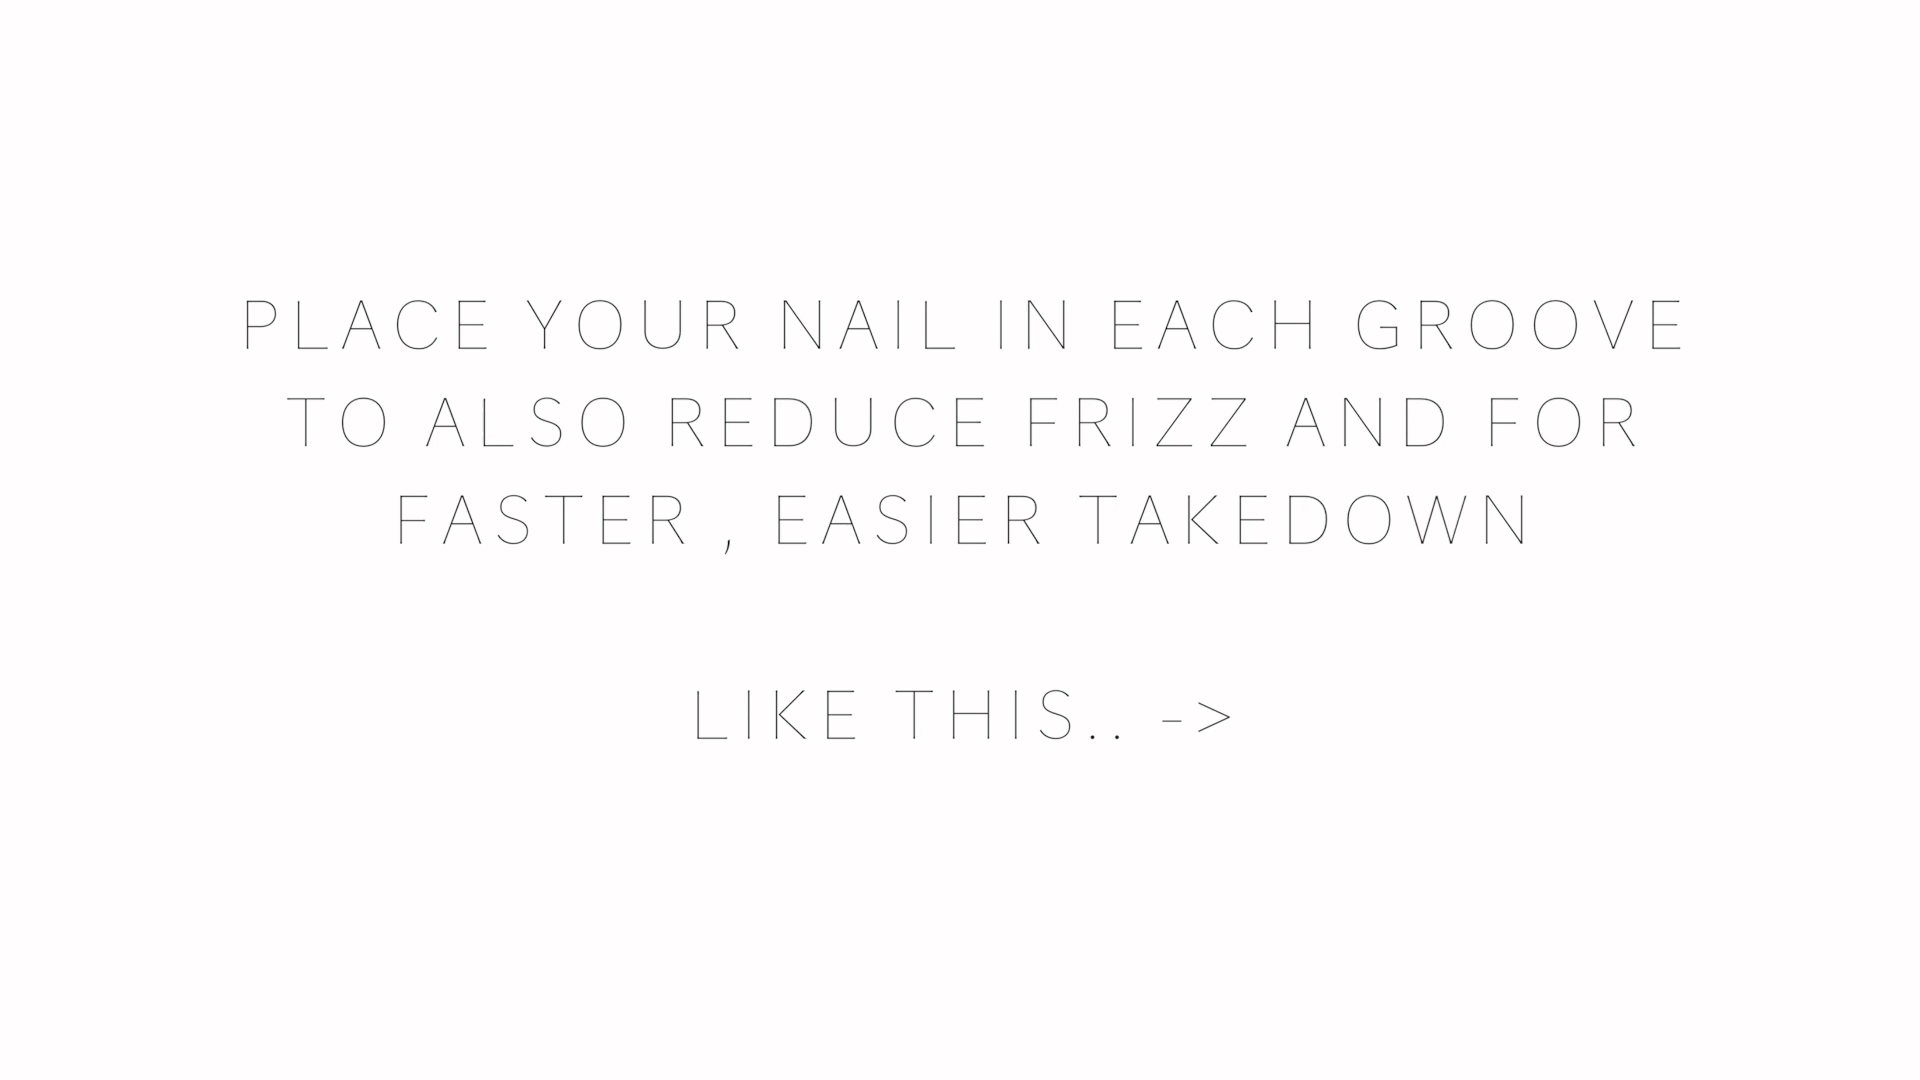 PLACE YOUR NAIL IN EACH GROOVE
TO ALSO REDUCE FRIZZ AND FOR
FASTER , EASIER TAKEDOWN
LIKE THIS.. ->